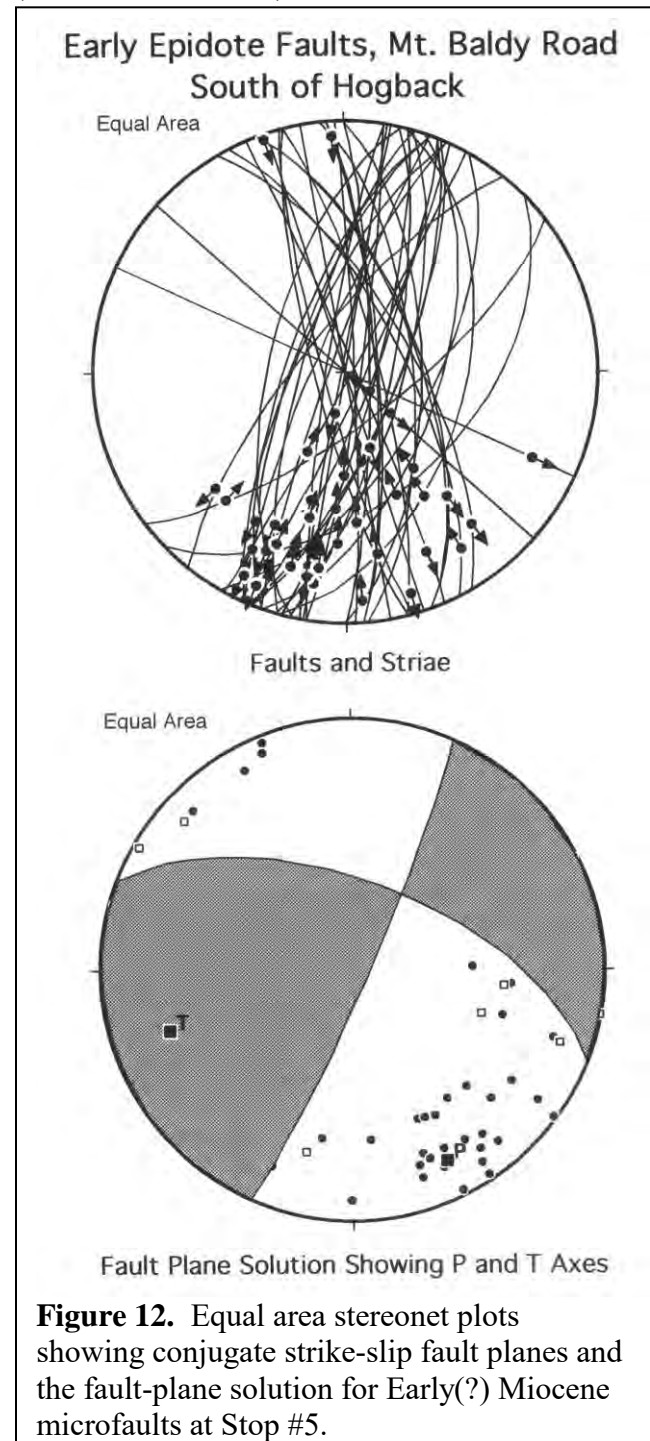 Early Epidote Faults, Mt. Baldy Road
South of Hogback
Equal Area
Faults and Striae
Equal Area
T
P
Fault Plane Solution Showing P and T Axes
Figure 12. Equal area stereonet plots
showing conjugate strike-slip fault planes and
the fault-plane solution for Early(?) Miocene
microfaults at Stop #5.